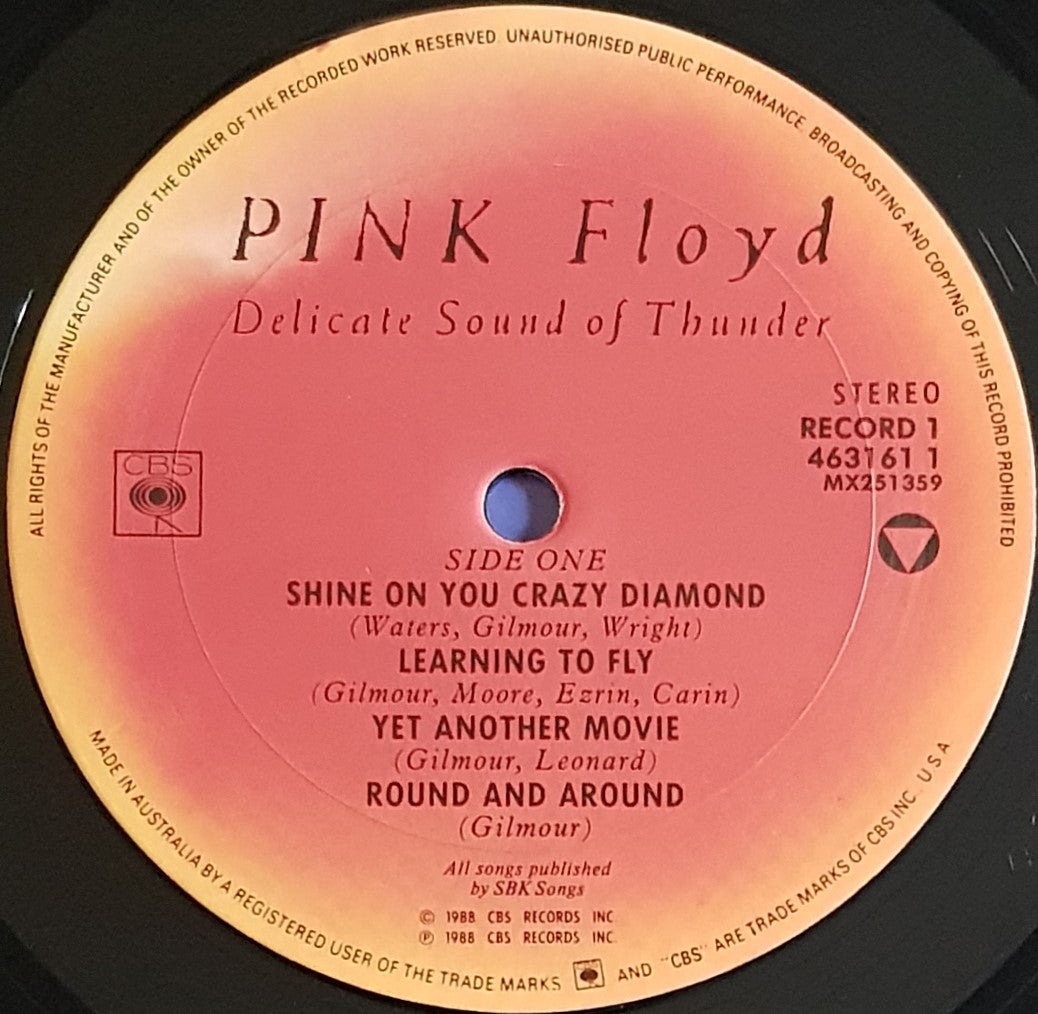 ALL RIGHTS OF THE MANUFACTURER AND OF THE OWNER OF THE RECORDED WORK RESERVED. UNAUTHORISED PUBLIC PERFORMANCE. BROADCASTING AND COPYING OF THIS RECORD PROHIBITED
PINK Floyd
Delicate Sound of Thunder
STEREO
RECORD 1
463161 1
MX251359
CBS
SIDE ONE
SHINE ON YOU CRAZY DIAMOND
(Waters, Gilmour, Wright)
LEARNING TO FLY
(Gilmour, Moore, Ezrin, Carin)
YET ANOTHER MOVIE
(Gilmour, Leonard)
ROUND AND AROUND
(Gilmour)
All songs published
by SBK Songs
© 1988 CBS RECORDS INC.
℗ 1988 CBS RECORDS INC.
MADE IN AUSTRALIA BY A REGISTERED USER OF THE TRADE MARKS AND "CBS" ARE TRADE MARKS OF CBS INC. U.S.A